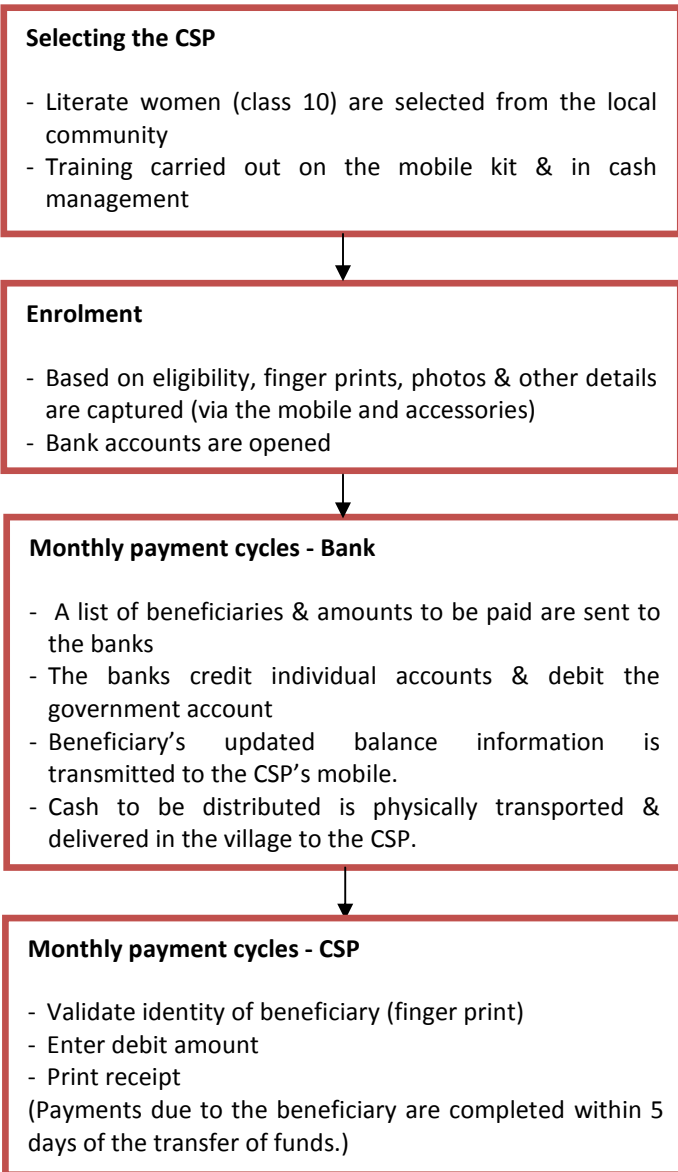 Selecting the CSP
- Literate women (class 10) are selected from the local
community
- Training carried out on the mobile kit & in cash
management
Enrolment
- Based on eligibility, finger prints, photos & other details
are captured (via the mobile and accessories)
- Bank accounts are opened
Monthly payment cycles - Bank
- A list of beneficiaries & amounts to be paid are sent to
the banks
- The banks credit individual accounts & debit the
government account
- Beneficiary’s updated balance information is
transmitted to the CSP’s mobile.
- Cash to be distributed is physically transported &
delivered in the village to the CSP.
Monthly payment cycles - CSP
- Validate identity of beneficiary (finger print)
- Enter debit amount
- Print receipt
(Payments due to the beneficiary are completed within 5
days of the transfer of funds.)